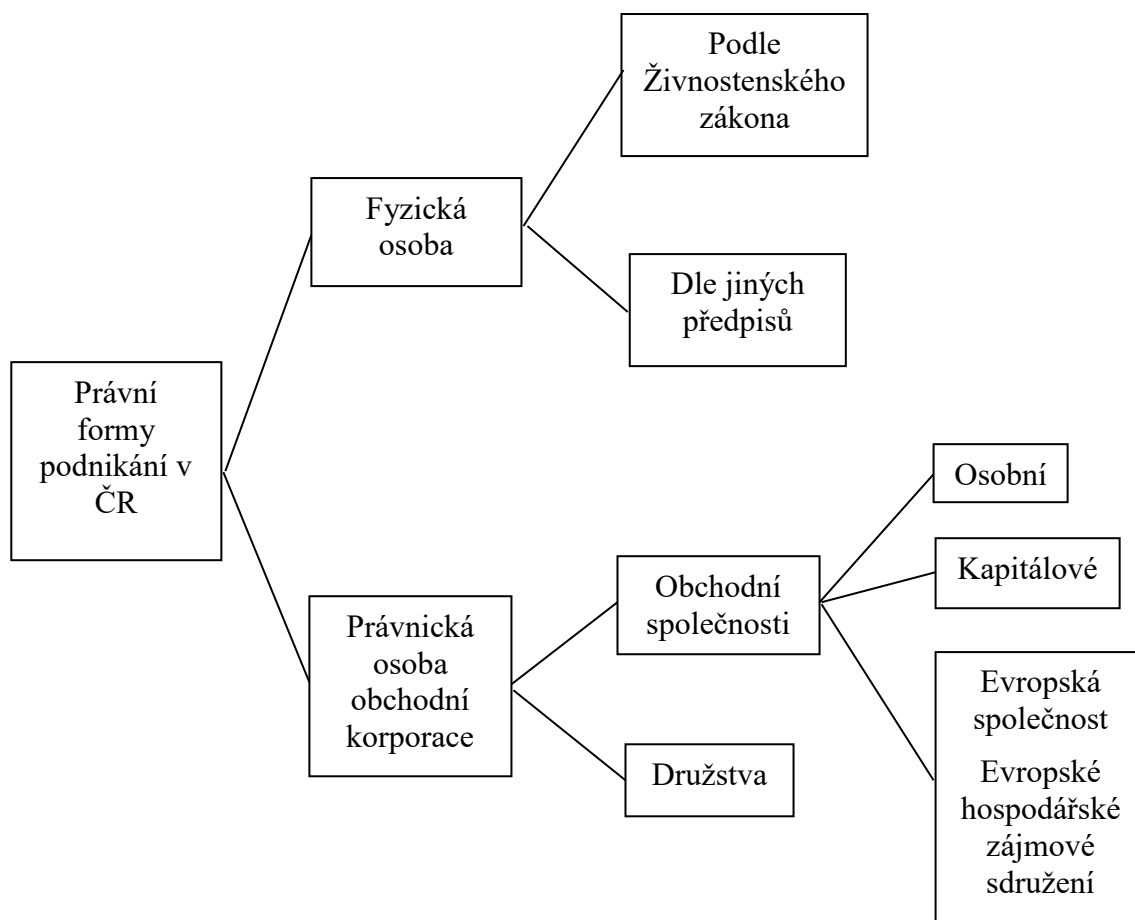 Podle
Živnostenského
zákona
Fyzická
osoba
Dle jiných
předpisů
Právní
formy
podnikání v
ČR
Osobní
Kapitálové
Obchodní
společnosti
Právnická
osoba
obchodní
korporace
Evropská
společnost
Evropské
hospodářské
zájmové
sdružení
Družstva